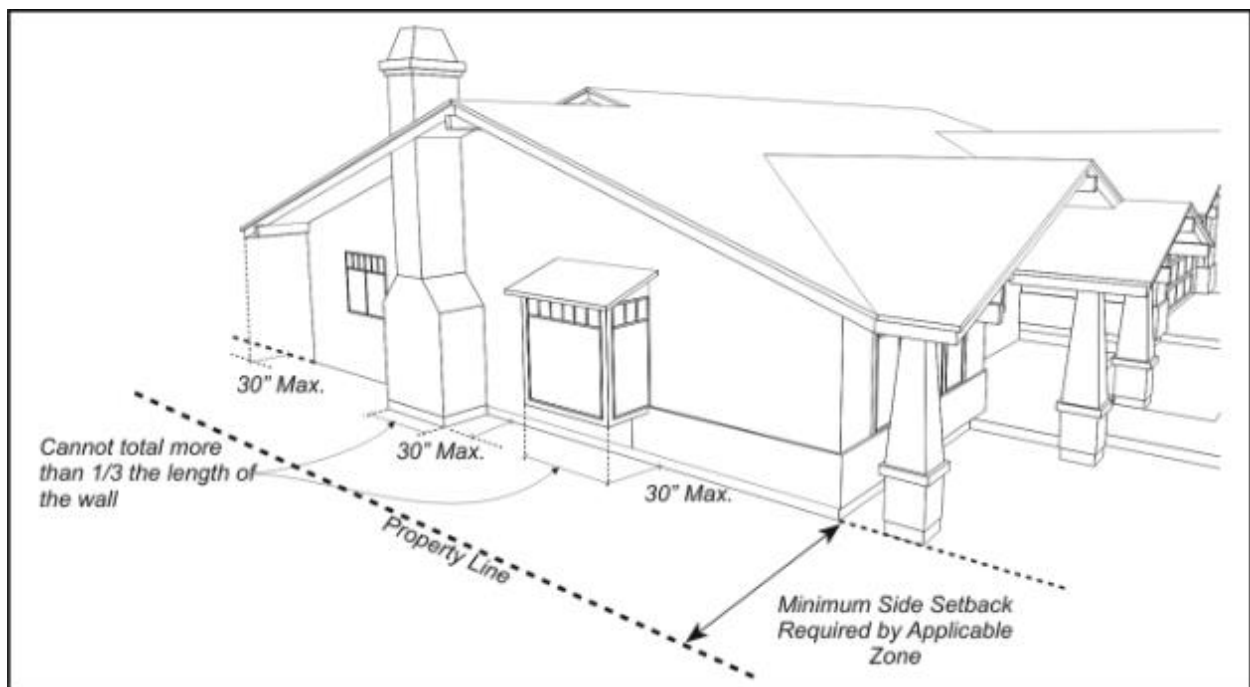 30" Max.
Cannot total more
than 1/3 the length of
the wall
30" Max.
30" Max.
Property Line
Minimum Side Setback
Required by Applicable
Zone